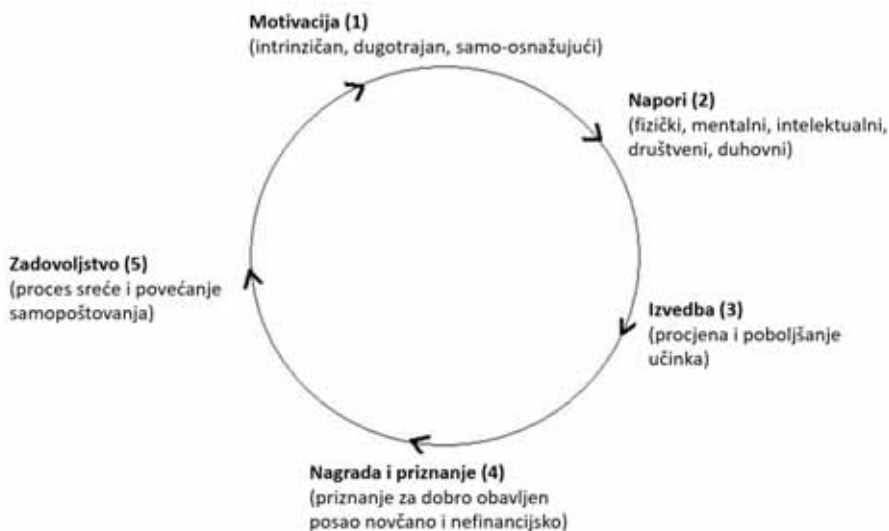 Motivacija (1)
(intrinzičan, dugotrajan, samo-osnažujući)
Napori (2)
(fizički, mentalni, intelektualni,
društveni, duhovni)
Izvedba (3)
(procjena i poboljšanje
učinka)
Nagrada i priznanje (4)
(priznanje za dobro obavljen
posao novčano i nefinancijsko)
Zadovoljstvo (5)
(proces sreće i povećanje
samopoštovanja)